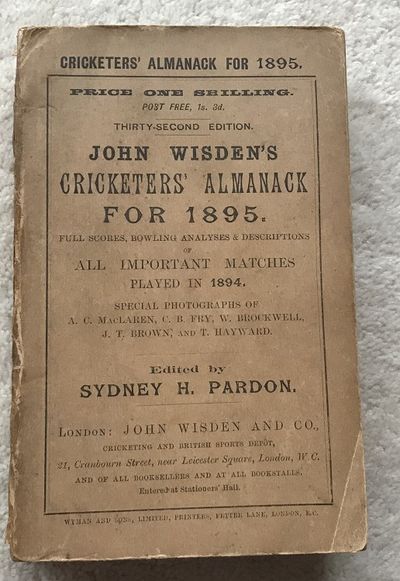 CRICKETERS' ALMANACK FOR 1895.
PRICE ONE SHILLING.
POST FREE, 1s. 3d.
THIRTY-SECOND EDITION.
JOHN WISDEN'S
CRICKETERS' ALMANACK
FOR 1895.
FULL SCORES, BOWLING ANALYSES & DESCRIPTIONS
OF
ALL IMPORTANT MATCHES
PLAYED IN 1894.
SPECIAL PHOTOGRAPHS OF
A. C. MACLAREN, C. B. FRY, W. BROCKWELL,
J. T. BROWN, AND T. HAYWARD.
Edited by
SYDNEY H. PARDON.
LONDON: JOHN WISDEN AND CO.,
CRICKETING AND BRITISH SPORTS DEPÔT,
21, Cranbourn Street, near Leicester Square, London, W.C.
AND OF ALL BOOKSELLERS AND AT ALL BOOKSTALLS.
Entered at Stationers' Hall.
WYMAN AND SONS, LIMITED, PRINTERS, FETTER LANE, LONDON, E.C.